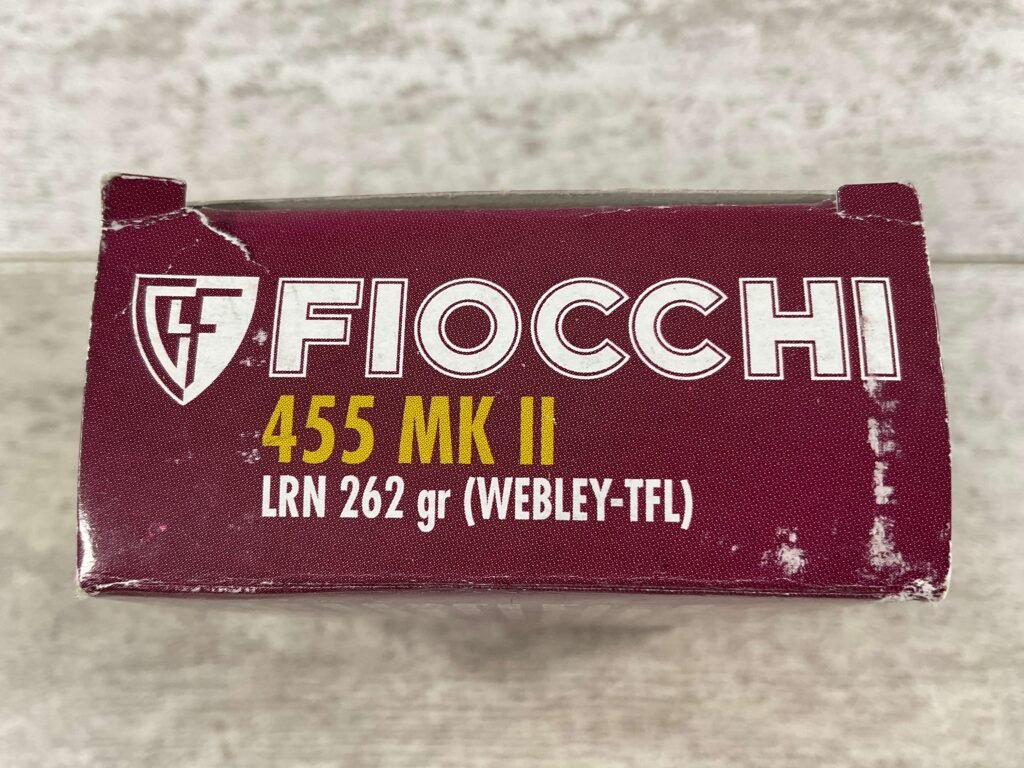 FIOCCHI
455 MK II
LRN 262 gr (WEBLEY-TFL)